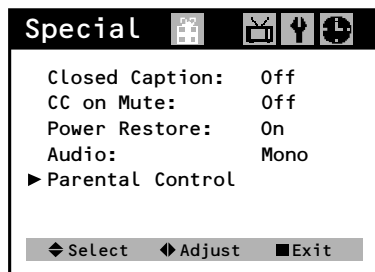 Special
Closed Caption: Off
CC on Mute: Off
Power Restore: On
Audio: Mono
Parental Control
Select Adjust Exit